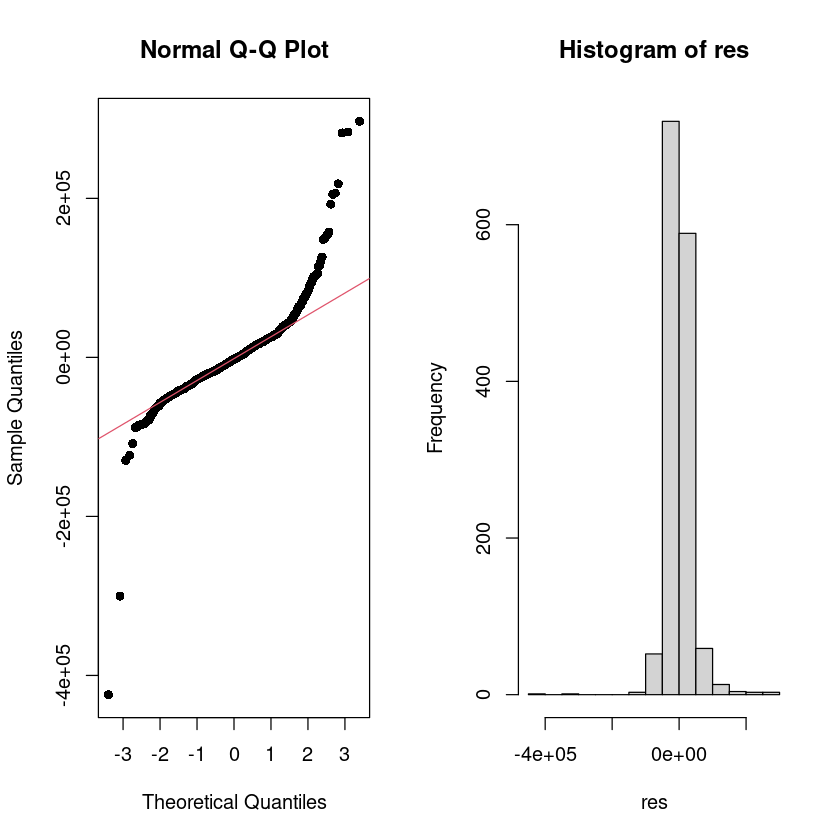 Normal Q-Q Plot
Sample Quantiles
2e+05
0e+00
-2e+05
-4e+05
-3 -2 -1 0 1 2 3
Theoretical Quantiles
Histogram of res
Frequency
600
400
200
0
-4e+05 0e+00
res